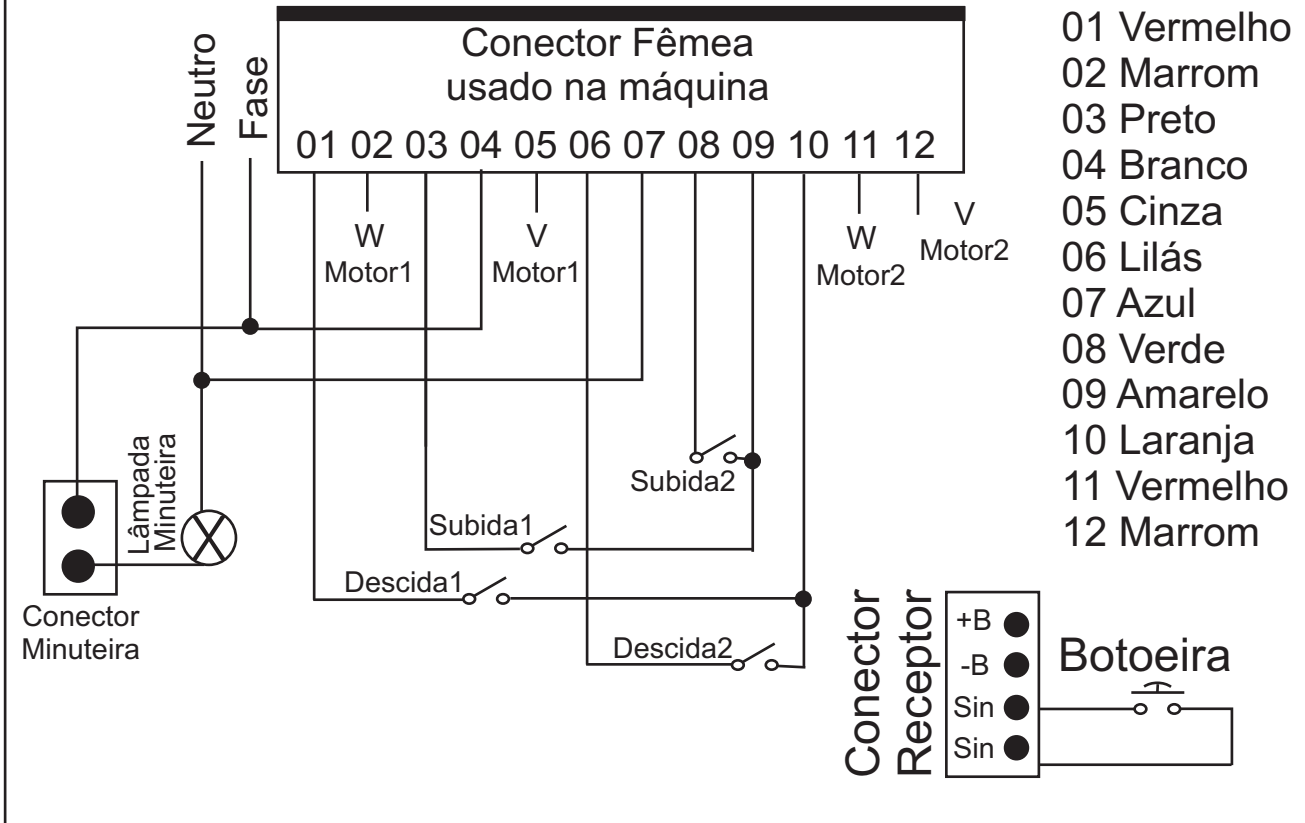 Conector Fêmea
usado na máquina
01 02 03 04 05 06 07 08 09 10 11 12
Neutro
Fase
W
Motor1
V
Motor1
W
Motor2
V
Motor2
Lâmpada
Minuteira
Conector
Minuteira
Subida2
Subida1
Descida1
Descida2
01 Vermelho
02 Marrom
03 Preto
04 Branco
05 Cinza
06 Lilás
07 Azul
08 Verde
09 Amarelo
10 Laranja
11 Vermelho
12 Marrom
Conector
Receptor
+B
-B
Sin
Sin
Botoeira